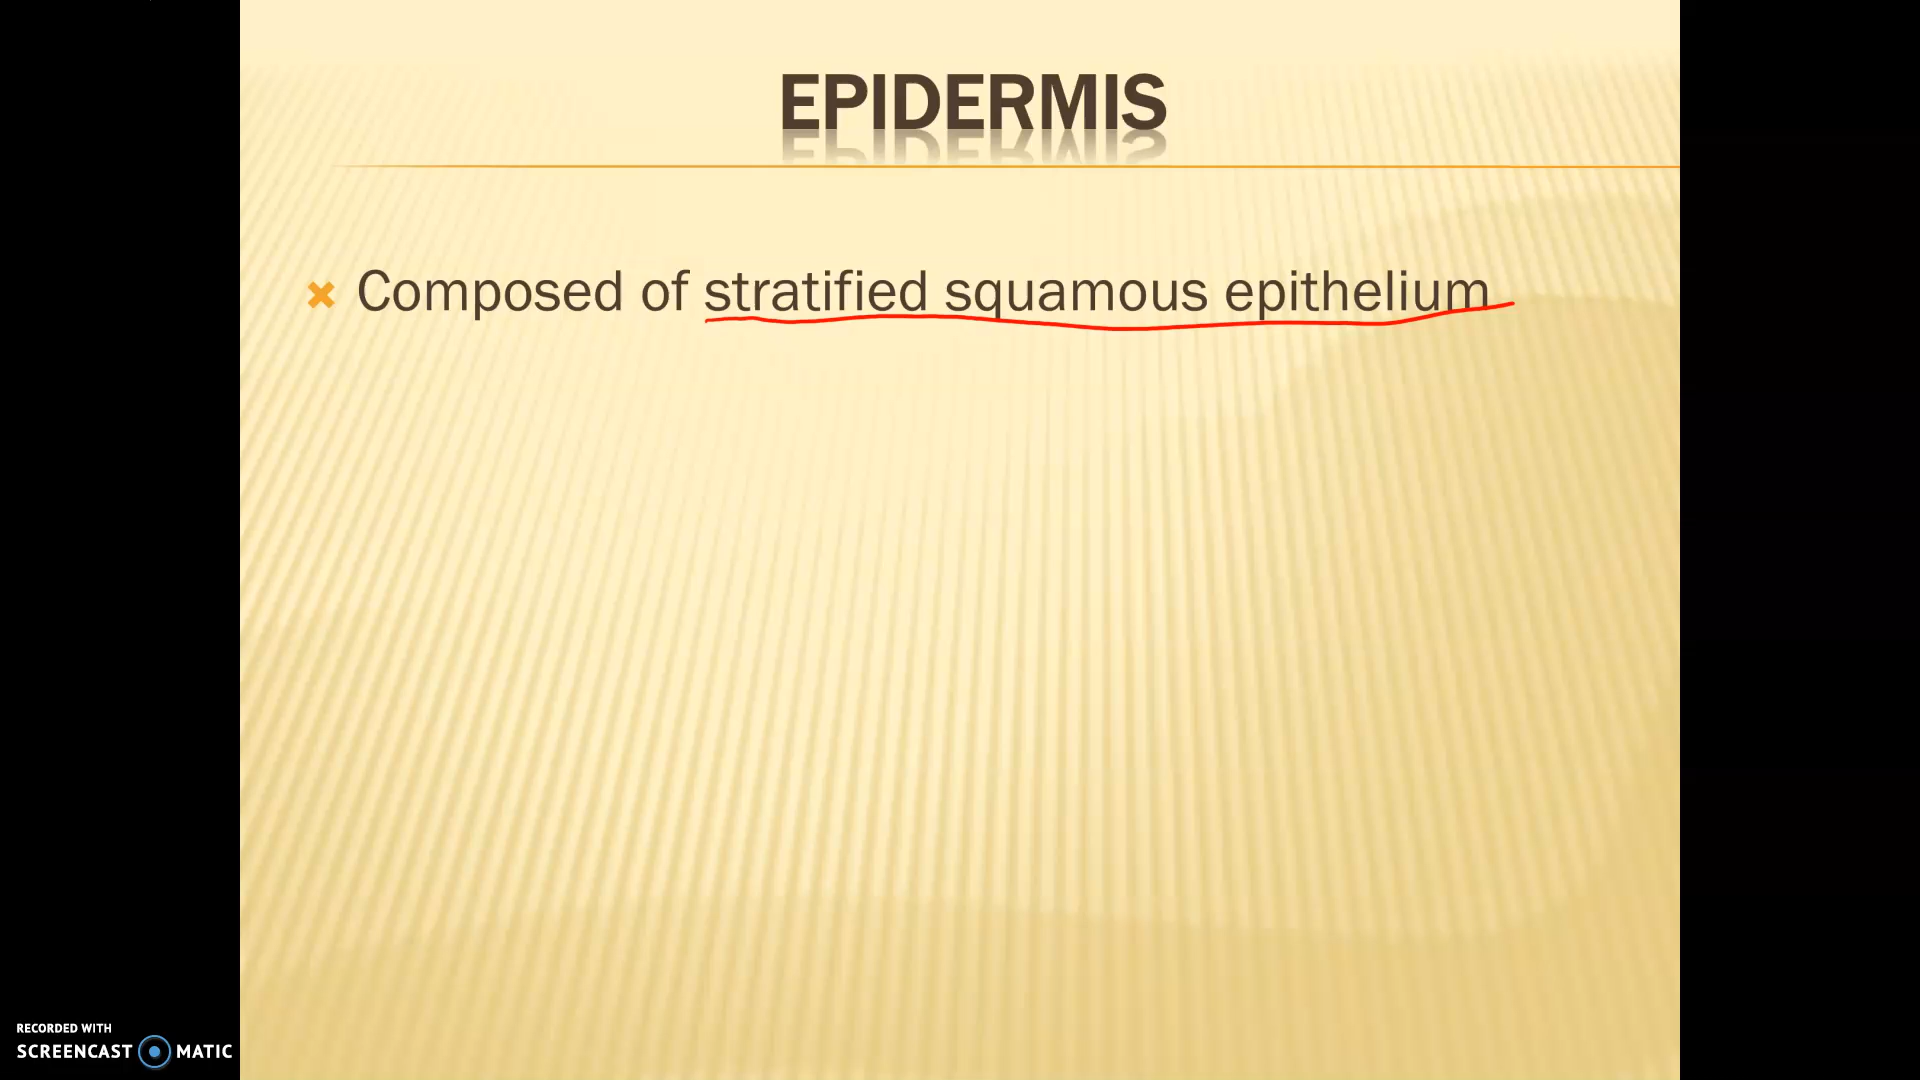 EPIDERMIS
Composed of stratified squamous epithelium
RECORDED WITH
SCREENCAST MATIC